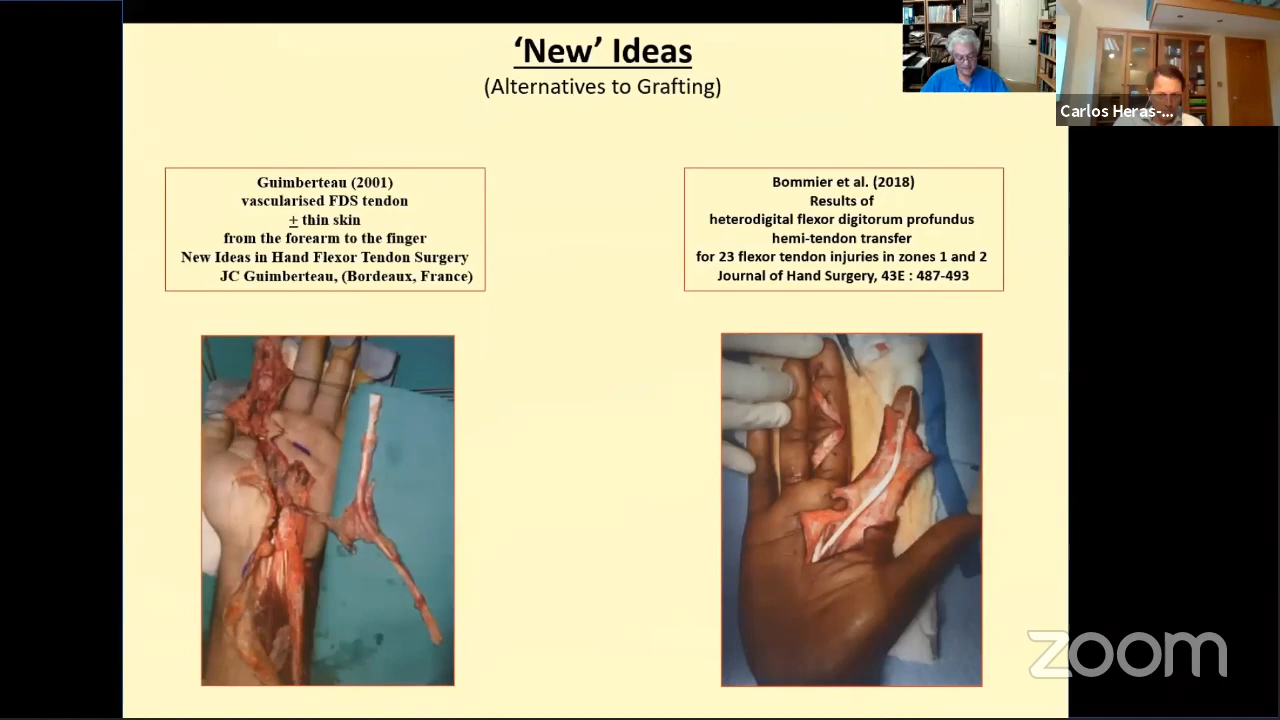 ‘New’ Ideas
(Alternatives to Grafting)
Guimberteau (2001)
vascularised FDS tendon
± thin skin
from the forearm to the finger
New Ideas in Hand Flexor Tendon Surgery
JC Guimberteau, (Bordeaux, France)
Bommier et al. (2018)
Results of
heterodigital flexor digitorum profundus
hemi-tendon transfer
for 23 flexor tendon injuries in zones 1 and 2
Journal of Hand Surgery, 43E : 487-493
Carlos Heras-...
zoom